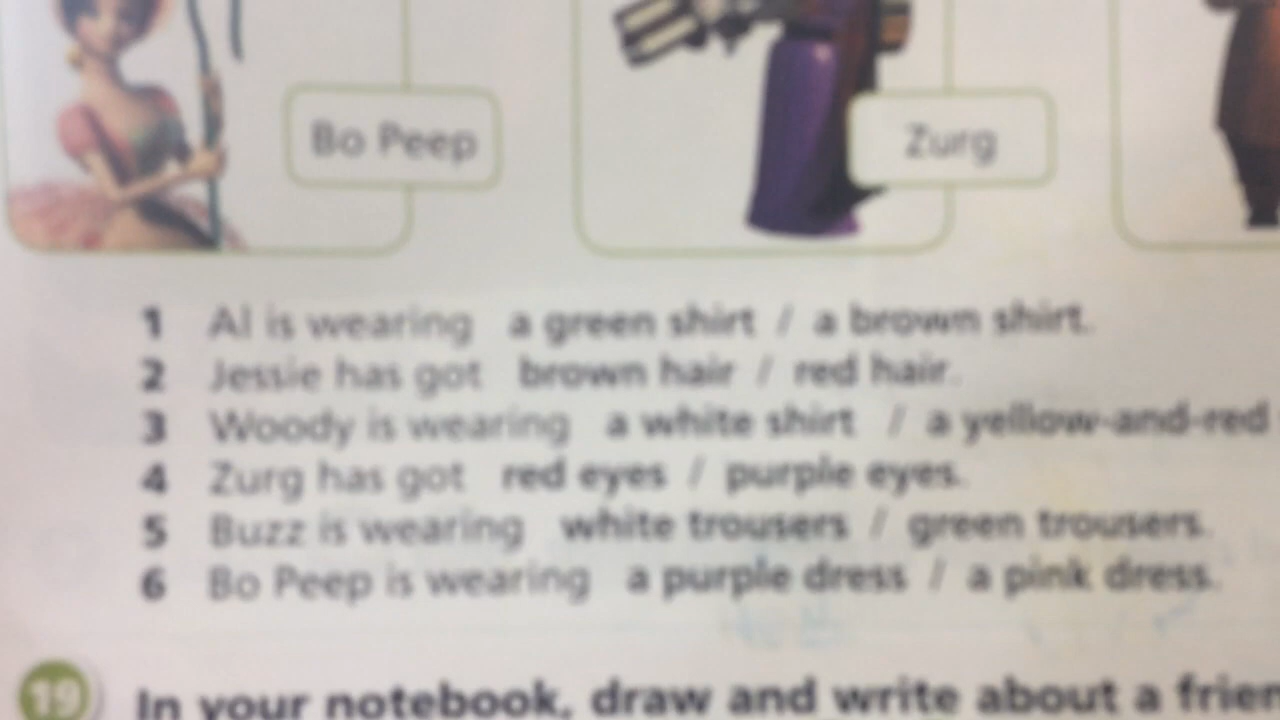 Bo Peep
Zurg
1 Al is wearing a green shirt / a brown shirt.
2 Jessie has got brown hair / red hair.
3 Woody is wearing a white shirt / a yellow-and-red
4 Zurg has got red eyes / purple eyes.
5 Buzz is wearing white trousers / green trousers.
6 Bo Peep is wearing a purple dress / a pink dress.
19 In your notebook, draw and write about a